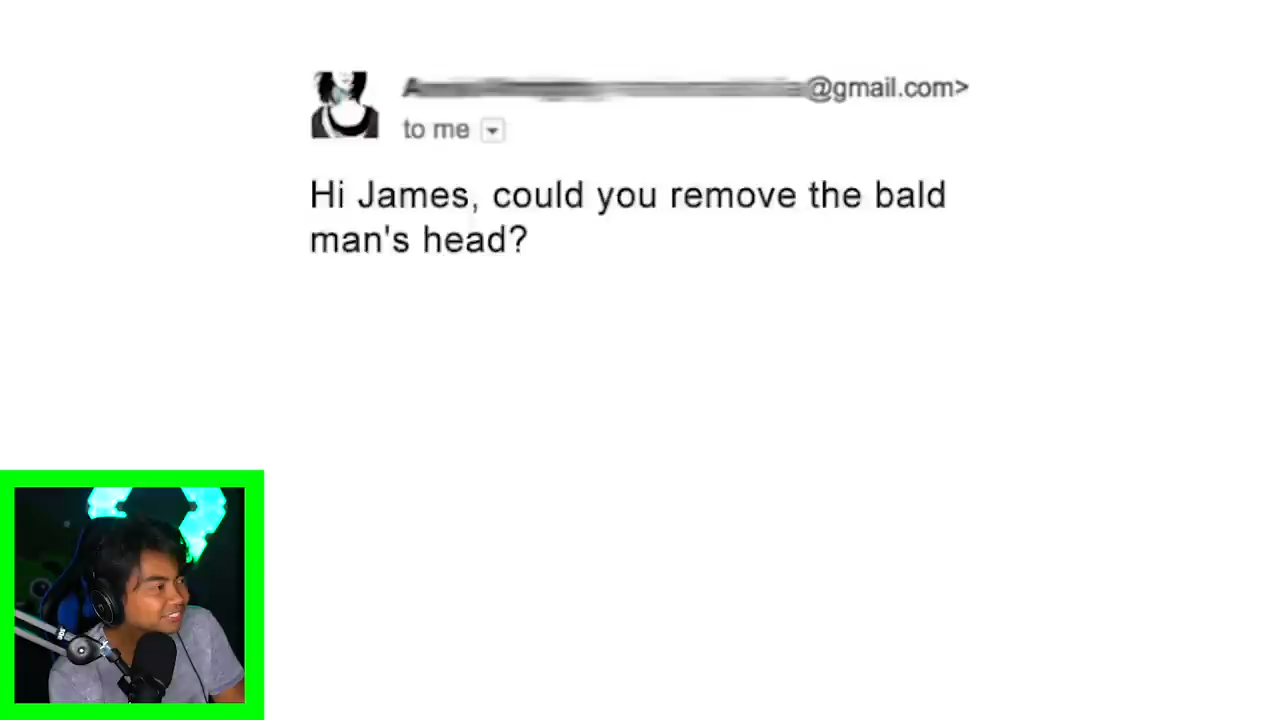 @gmail.com>
to me
Hi James, could you remove the bald
man's head?